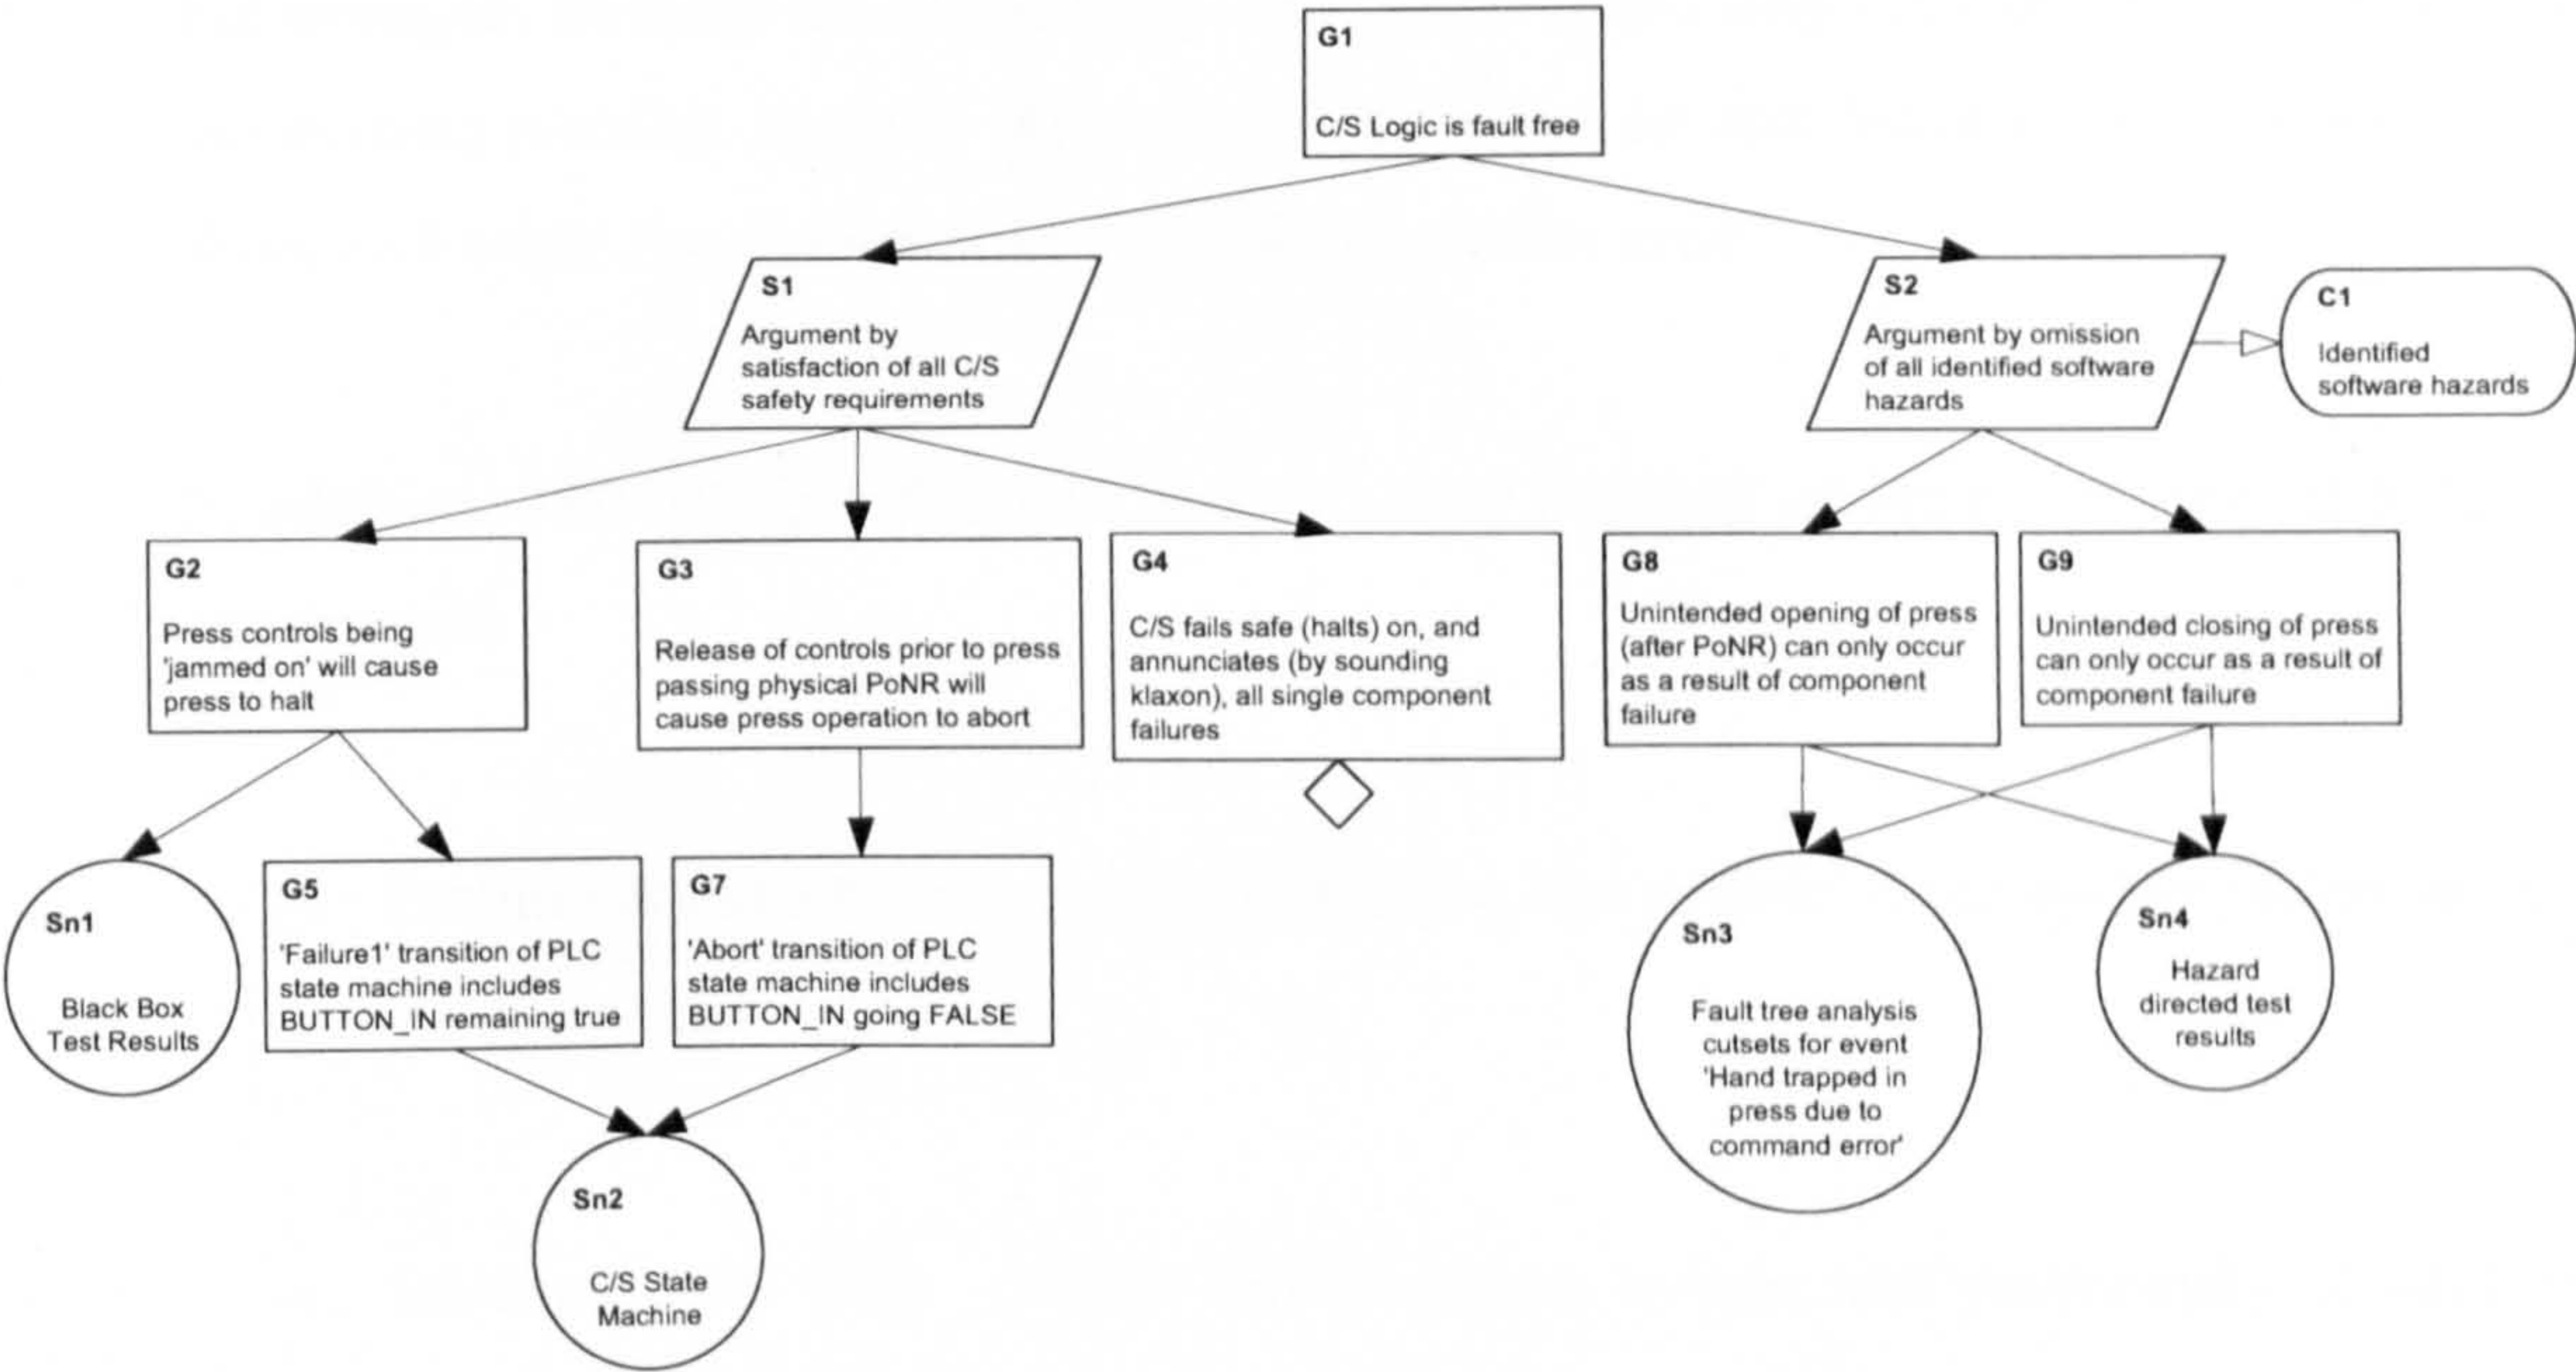 G1
C/S Logic is fault free
S1
Argument by
satisfaction of all C/S
safety requirements
S2
Argument by omission
of all identified software
hazards
C1
Identified
software hazards
G2
Press controls being
'jammed on' will cause
press to halt
G3
Release of controls prior to press
passing physical PoNR will
cause press operation to abort
G4
C/S fails safe (halts) on, and
annunciates (by sounding
klaxon), all single component
failures
G8
Unintended opening of press
(after PoNR) can only occur
as a result of component
failure
G9
Unintended closing of press
can only occur as a result of
component failure
Sn1
Black Box
Test Results
G5
'Failure1' transition of PLC
state machine includes
BUTTON_IN remaining true
G7
'Abort' transition of PLC
state machine includes
BUTTON_IN going FALSE
Sn3
Fault tree analysis
cutsets for event
'Hand trapped in
press due to
command error'
Sn4
Hazard
directed test
results
Sn2
C/S State
Machine